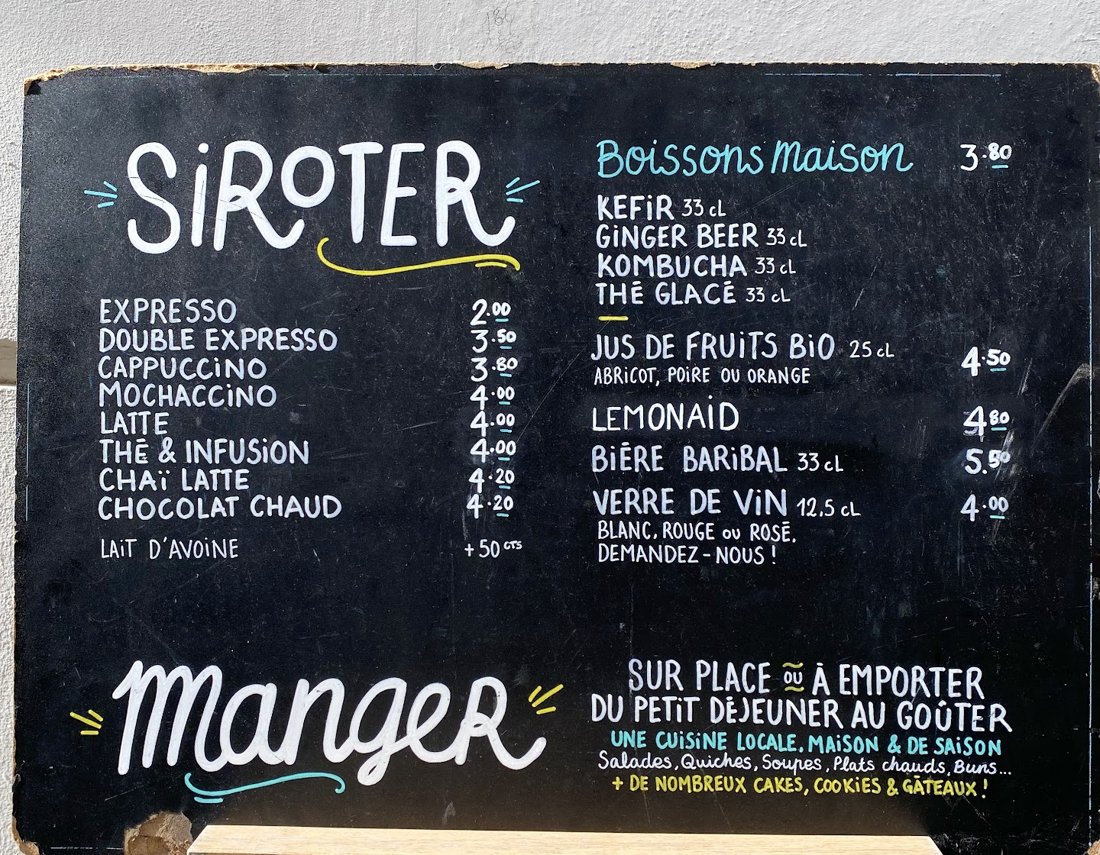 SiROTER
EXPRESSO 2.00
DOUBLE EXPRESSO 3.50
CAPPUCCiNO 3.80
MOCHACCiNO 4.00
LATTE 4.00
THÉ & INFUSiON 4.00
CHAÏ LATTE 4.20
CHOCOLAT CHAUD 4.20
LAiT D'AVOiNE +50 CTS
Boissons Maison 3.80
KEFiR 33 cL
GiNGER BEER 33 cL
KOMBUCHA 33 cL
THÉ GLACÉ 33 cL
JUS DE FRUiTS BiO 25 cL 4.50
ABRiCOT, POiRE OU ORANGE
LEMONAiD 4.80
BiÈRE BARiBAL 33 cL 5.50
VERRE DE ViN 12.5 cL 4.00
BLANC, ROUGE OU ROSÉ.
DEMANDEZ-NOUS !
MangeR
SUR PLACE OU À EMPORTER
DU PETiT DÉJEUNER AU GOÛTER
UNE CUiSiNE LOCALE, MAiSON & DE SAiSON
Salades, Quiches, Soupes, Plats chauds, Buns...
+ DE NOMBREUX CAKES, COOKiES & GÂTEAUX !